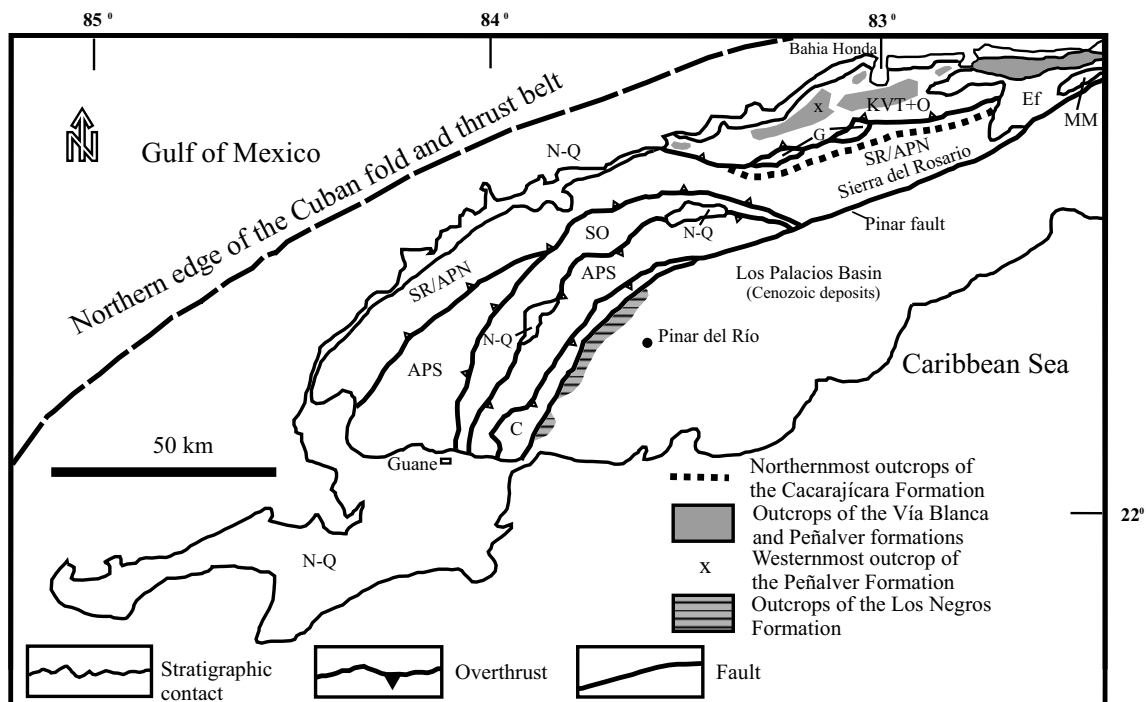 85⁰
84⁰
83⁰
Bahia Honda
KVT+O
x
Ef
MM
G
N
Gulf of Mexico
N-Q
SR/APN
Sierra del Rosario
Northern edge of the Cuban fold and thrust belt
Pinar fault
SO
N-Q
APS
SR/APN
Los Palacios Basin
(Cenozoic deposits)
N-Q
Pinar del Río
APS
Caribbean Sea
C
50 km
Guane
Northernmost outcrops of
the Cacarajícara Formation
22⁰
Outcrops of the Vía Blanca
and Peñalver formations
N-Q
x
Westernmost outcrop of
the Peñalver Formation
Outcrops of the Los Negros
Formation
Stratigraphic
contact
Overthrust
Fault